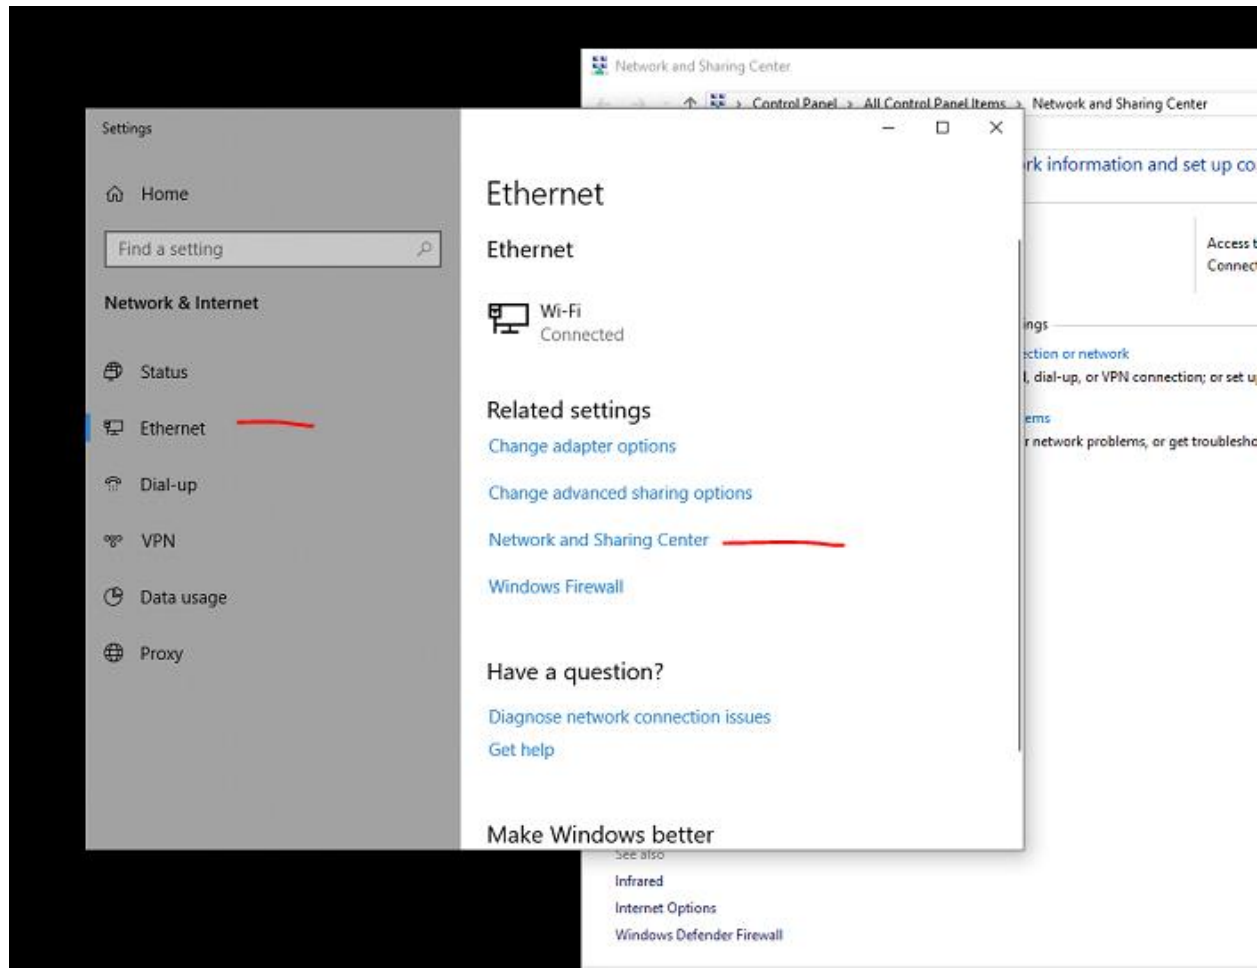 Network and Sharing Center
Control Panel > All Control Panel Items > Network and Sharing Center
Settings
Home
Find a setting
Network & Internet
Status
Ethernet
Dial-up
VPN
Data usage
Proxy
Ethernet
Ethernet
Wi-Fi
Connected
Related settings
Change adapter options
Change advanced sharing options
Network and Sharing Center
Windows Firewall
Have a question?
Diagnose network connection issues
Get help
Make Windows better
rk information and set up co
Access t
Connect
ings
ection or network
l, dial-up, or VPN connection; or set u
ems
r network problems, or get troublesho
See also
Infrared
Internet Options
Windows Defender Firewall